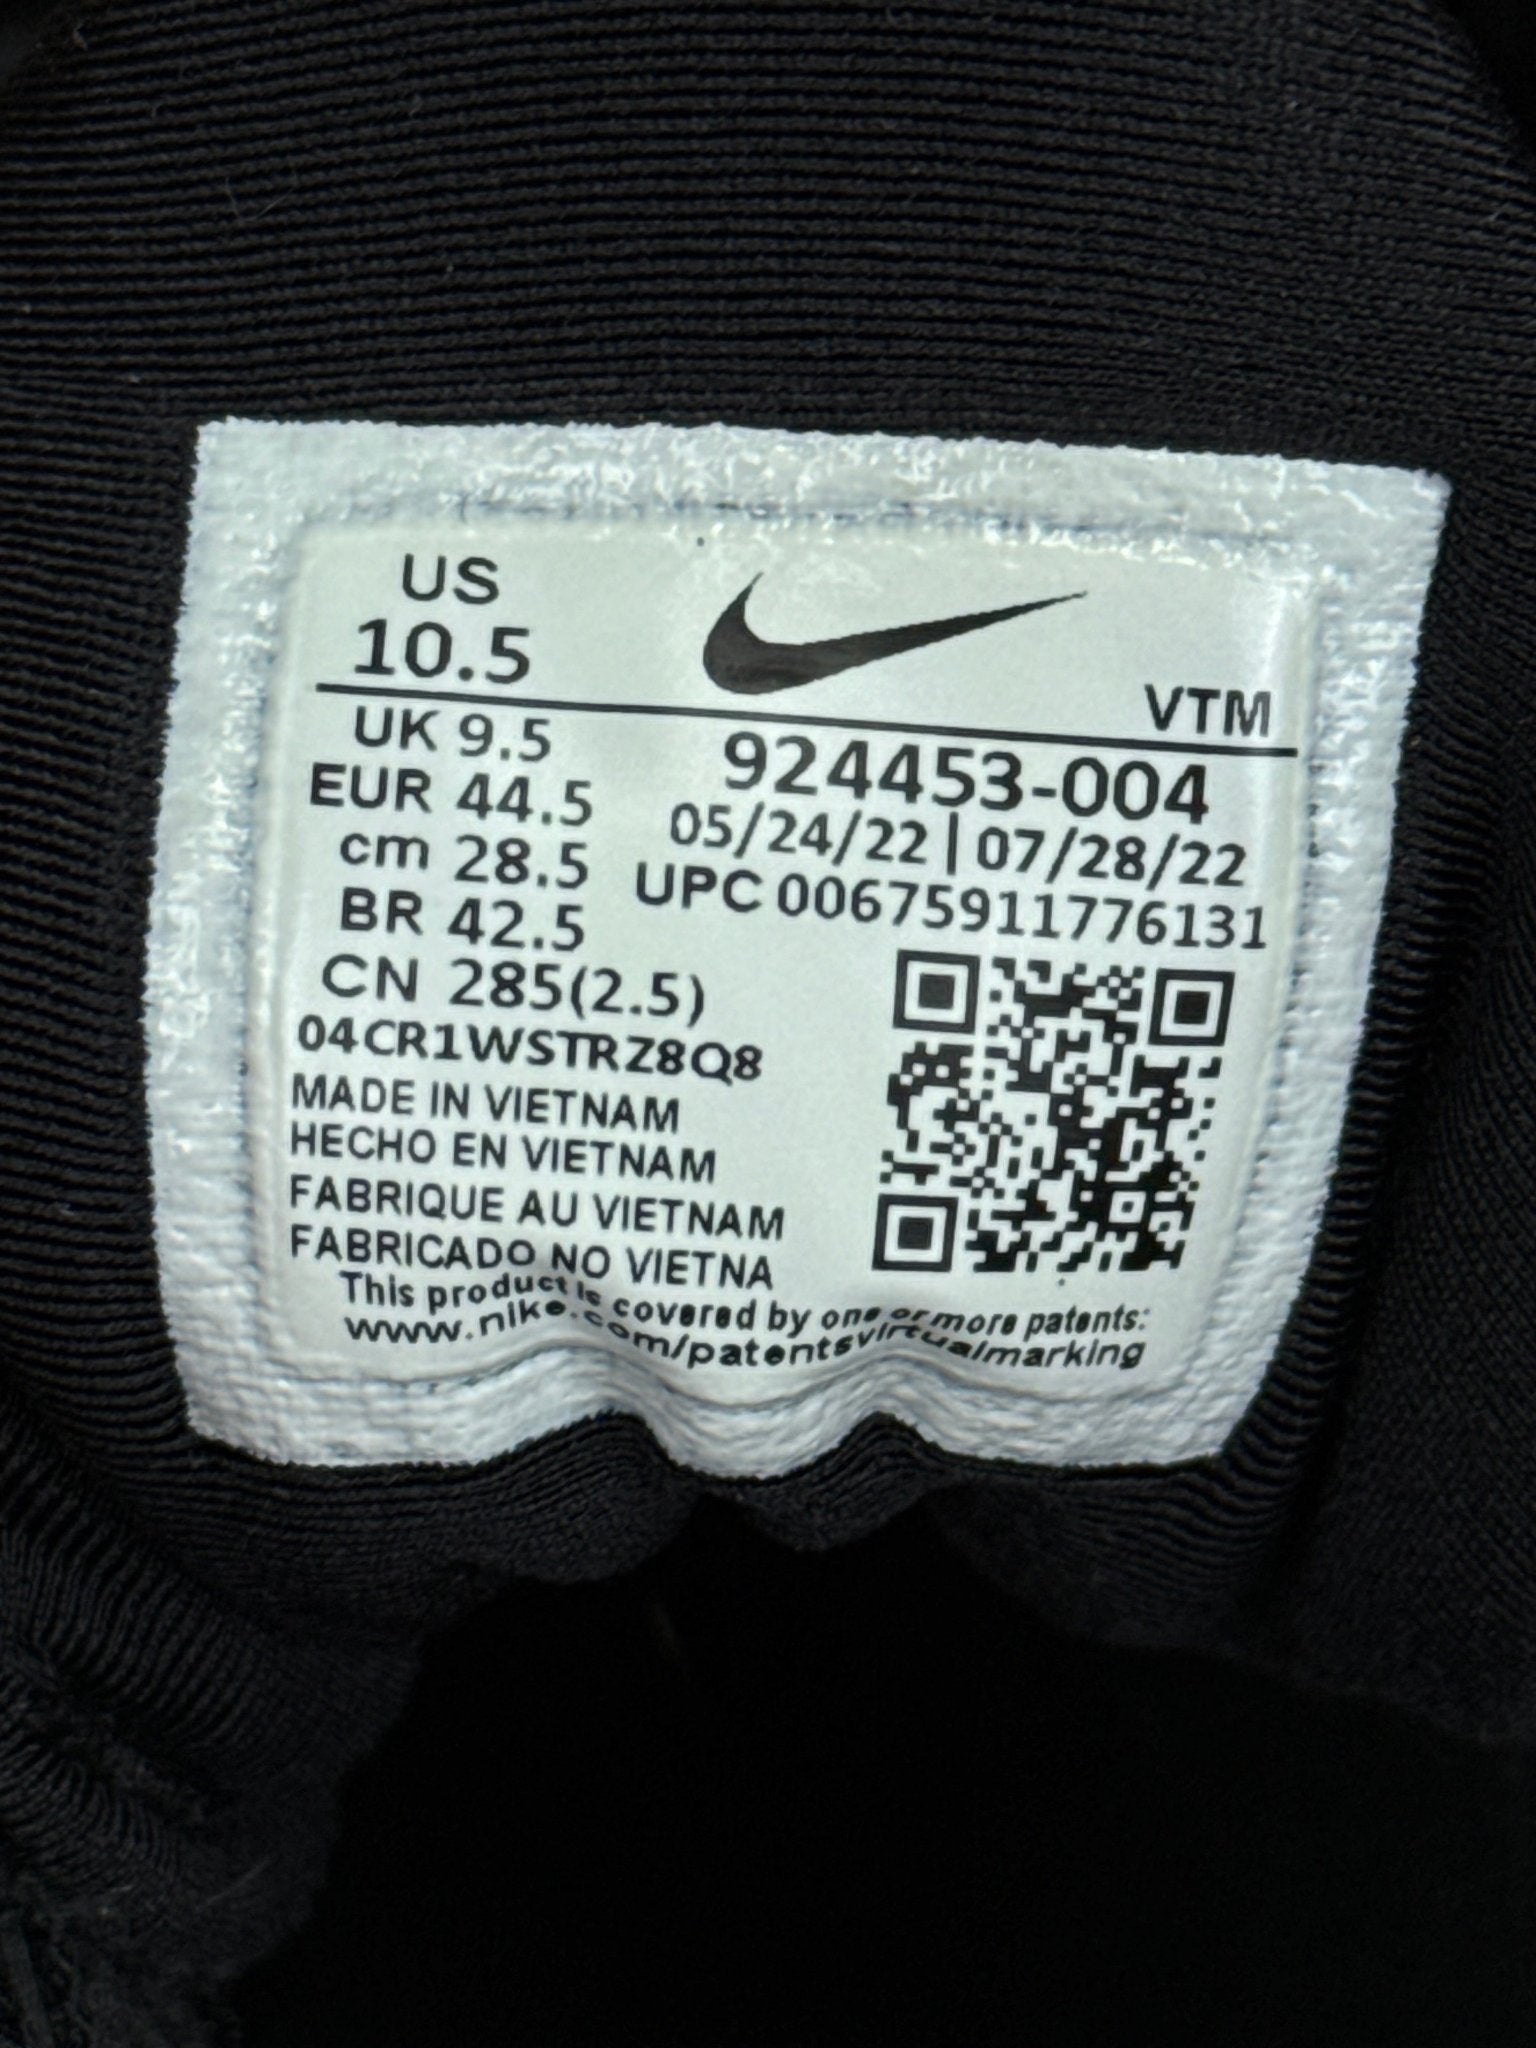 US
10.5
VTM
UK 9.5
EUR 44.5
cm 28.5
BR 42.5
CN 285(2.5)
924453-004
05/24/22 | 07/28/22
UPC 00675911776131
04CR1WSTRZ8Q8
MADE IN VIETNAM
HECHO EN VIETNAM
FABRIQUE AU VIETNAM
FABRICADO NO VIETNA
This product is covered by one or more patents:
www.nike.com/patentsvirtualmarking